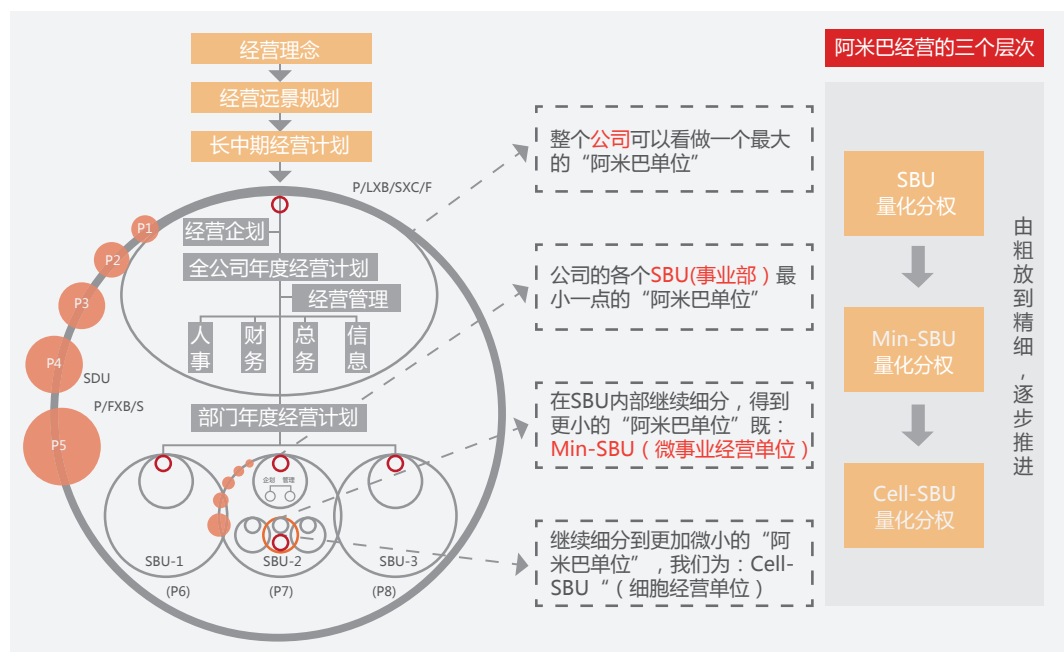 经营理念
经营远景规划
长中期经营计划
P/LXB/SXC/F
P1
P2
P3
P4
P5
SDU
P/FXB/S
经营企划
全公司年度经营计划
经营管理
人事
财务
总务
信息
部门年度经营计划
企划
管理
SBU-1
SBU-2
SBU-3
(P6)
(P7)
(P8)
整个公司可以看做一个最大
的“阿米巴单位”
公司的各个SBU(事业部）最
小一点的“阿米巴单位”
在SBU内部继续细分，得到
更小的“阿米巴单位”既：
Min-SBU（微事业经营单位）
继续细分到更加微小的“阿
米巴单位”，我们为：Cell-
SBU“（细胞经营单位）
阿米巴经营的三个层次
SBU
量化分权
Min-SBU
量化分权
Cell-SBU
量化分权
由粗放到精细，逐步推进